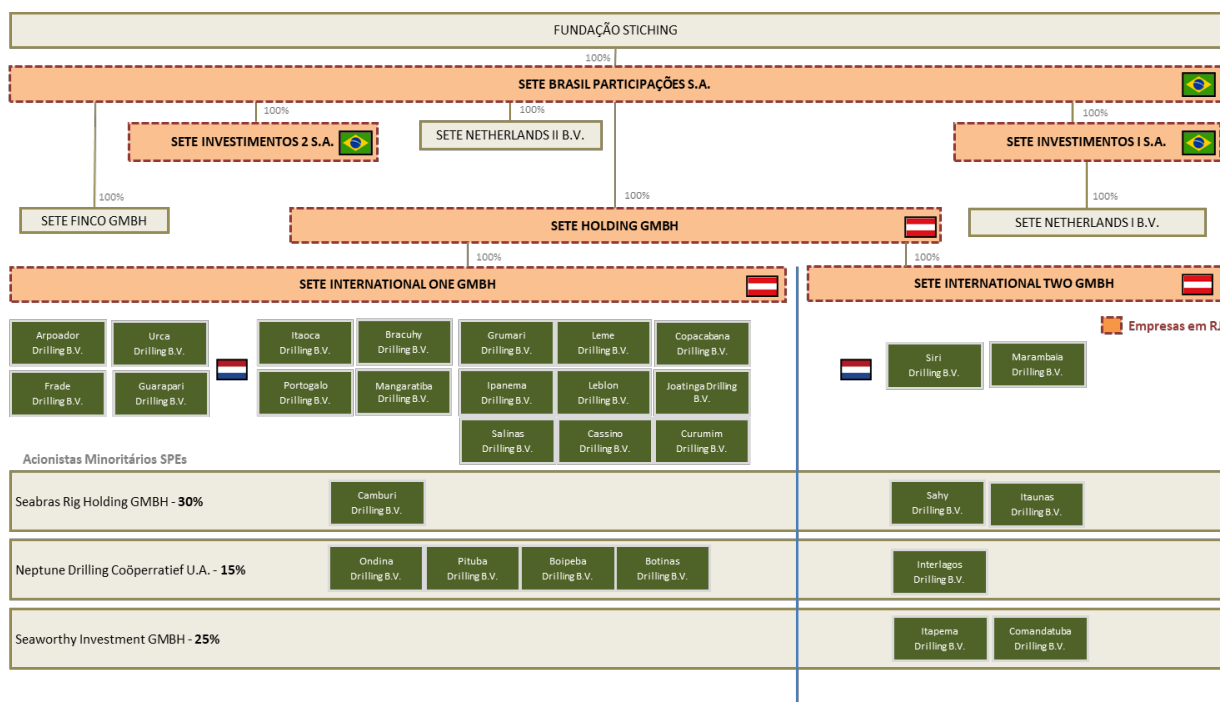 FUNDAÇÃO STICHING
100%
SETE BRASIL PARTICIPAÇÕES S.A.
100%
100%
100%
SETE INVESTIMENTOS 2 S.A.
SETE NETHERLANDS II B.V.
SETE INVESTIMENTOS I S.A.
100%
100%
100%
SETE FINCO GMBH
SETE HOLDING GMBH
SETE NETHERLANDS I B.V.
100%
100%
SETE INTERNATIONAL ONE GMBH
SETE INTERNATIONAL TWO GMBH
Empresas em RJ
Arpoador
Drilling B.V.
Urca
Drilling B.V.
Itaoca
Drilling B.V.
Bracuhy
Drilling B.V.
Grumari
Drilling B.V.
Leme
Drilling B.V.
Copacabana
Drilling B.V.
Siri
Drilling B.V.
Marambaia
Drilling B.V.
Frade
Drilling B.V.
Guarapari
Drilling B.V.
Portogalo
Drilling B.V.
Mangaratiba
Drilling B.V.
Ipanema
Drilling B.V.
Leblon
Drilling B.V.
Joatinga Drilling
B.V.
Salinas
Drilling B.V.
Cassino
Drilling B.V.
Curumim
Drilling B.V.
Acionistas Minoritários SPEs
Seabras Rig Holding GMBH - 30%
Camburi
Drilling B.V.
Sahy
Drilling B.V.
Itaunas
Drilling B.V.
Neptune Drilling Coöperratief U.A. - 15%
Ondina
Drilling B.V.
Pituba
Drilling B.V.
Boipeba
Drilling B.V.
Botinas
Drilling B.V.
Interlagos
Drilling B.V.
Seaworthy Investment GMBH - 25%
Itapema
Drilling B.V.
Comandatuba
Drilling B.V.